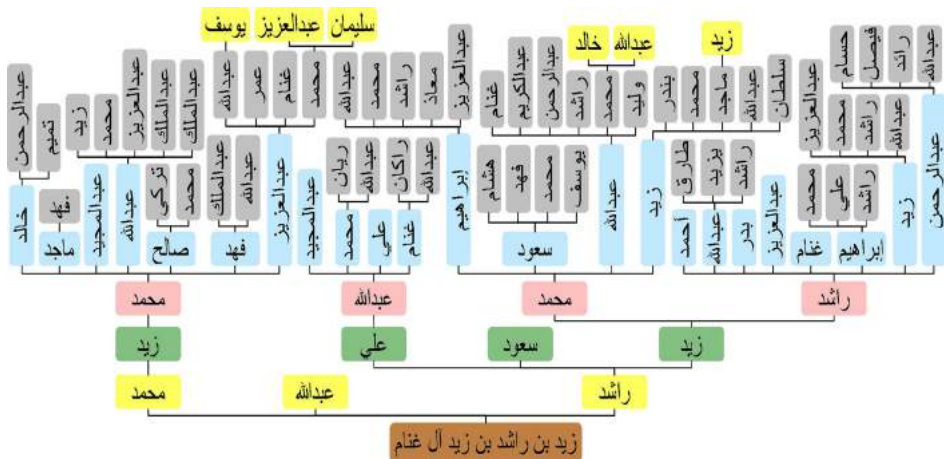 سليمان عبدالعزيز يوسف
عبدالله خالد
زيد
عبدالله رائد فيصل حسام
سلطان عبدالله ماجد محمد بندر
وليد محمد راشد عبدالرحمن عبدالكريم غنام
عبدالعزيز معاذ راشد محمد عبدالله
محمد غنام عمر عبدالله
عبدالملك عبدالملك عبدالعزيز محمد زيد
تميم عبدالرحمن
عبدالله راشد محمد عبدالعزيز
راشد علي محمد
راشد يزيد طارق
يوسف محمد فهد هشام
عبدالله راكان عبدالله ريان
عبدالله عبدالملك
محمد تركي
فهد
عبدالرحمن زيد إبراهيم غنام عبدالعزيز بدر عبدالله أحمد
زيد عبدالله سعود ابراهيم
غنام علي محمد عبدالمجيد
عبدالعزيز فهد صالح عبدالله عبدالمجيد ماجد خالد
راشد محمد عبدالله محمد
زيد سعود علي زيد
راشد عبدالله محمد
زيد بن راشد بن زيد آل غنام